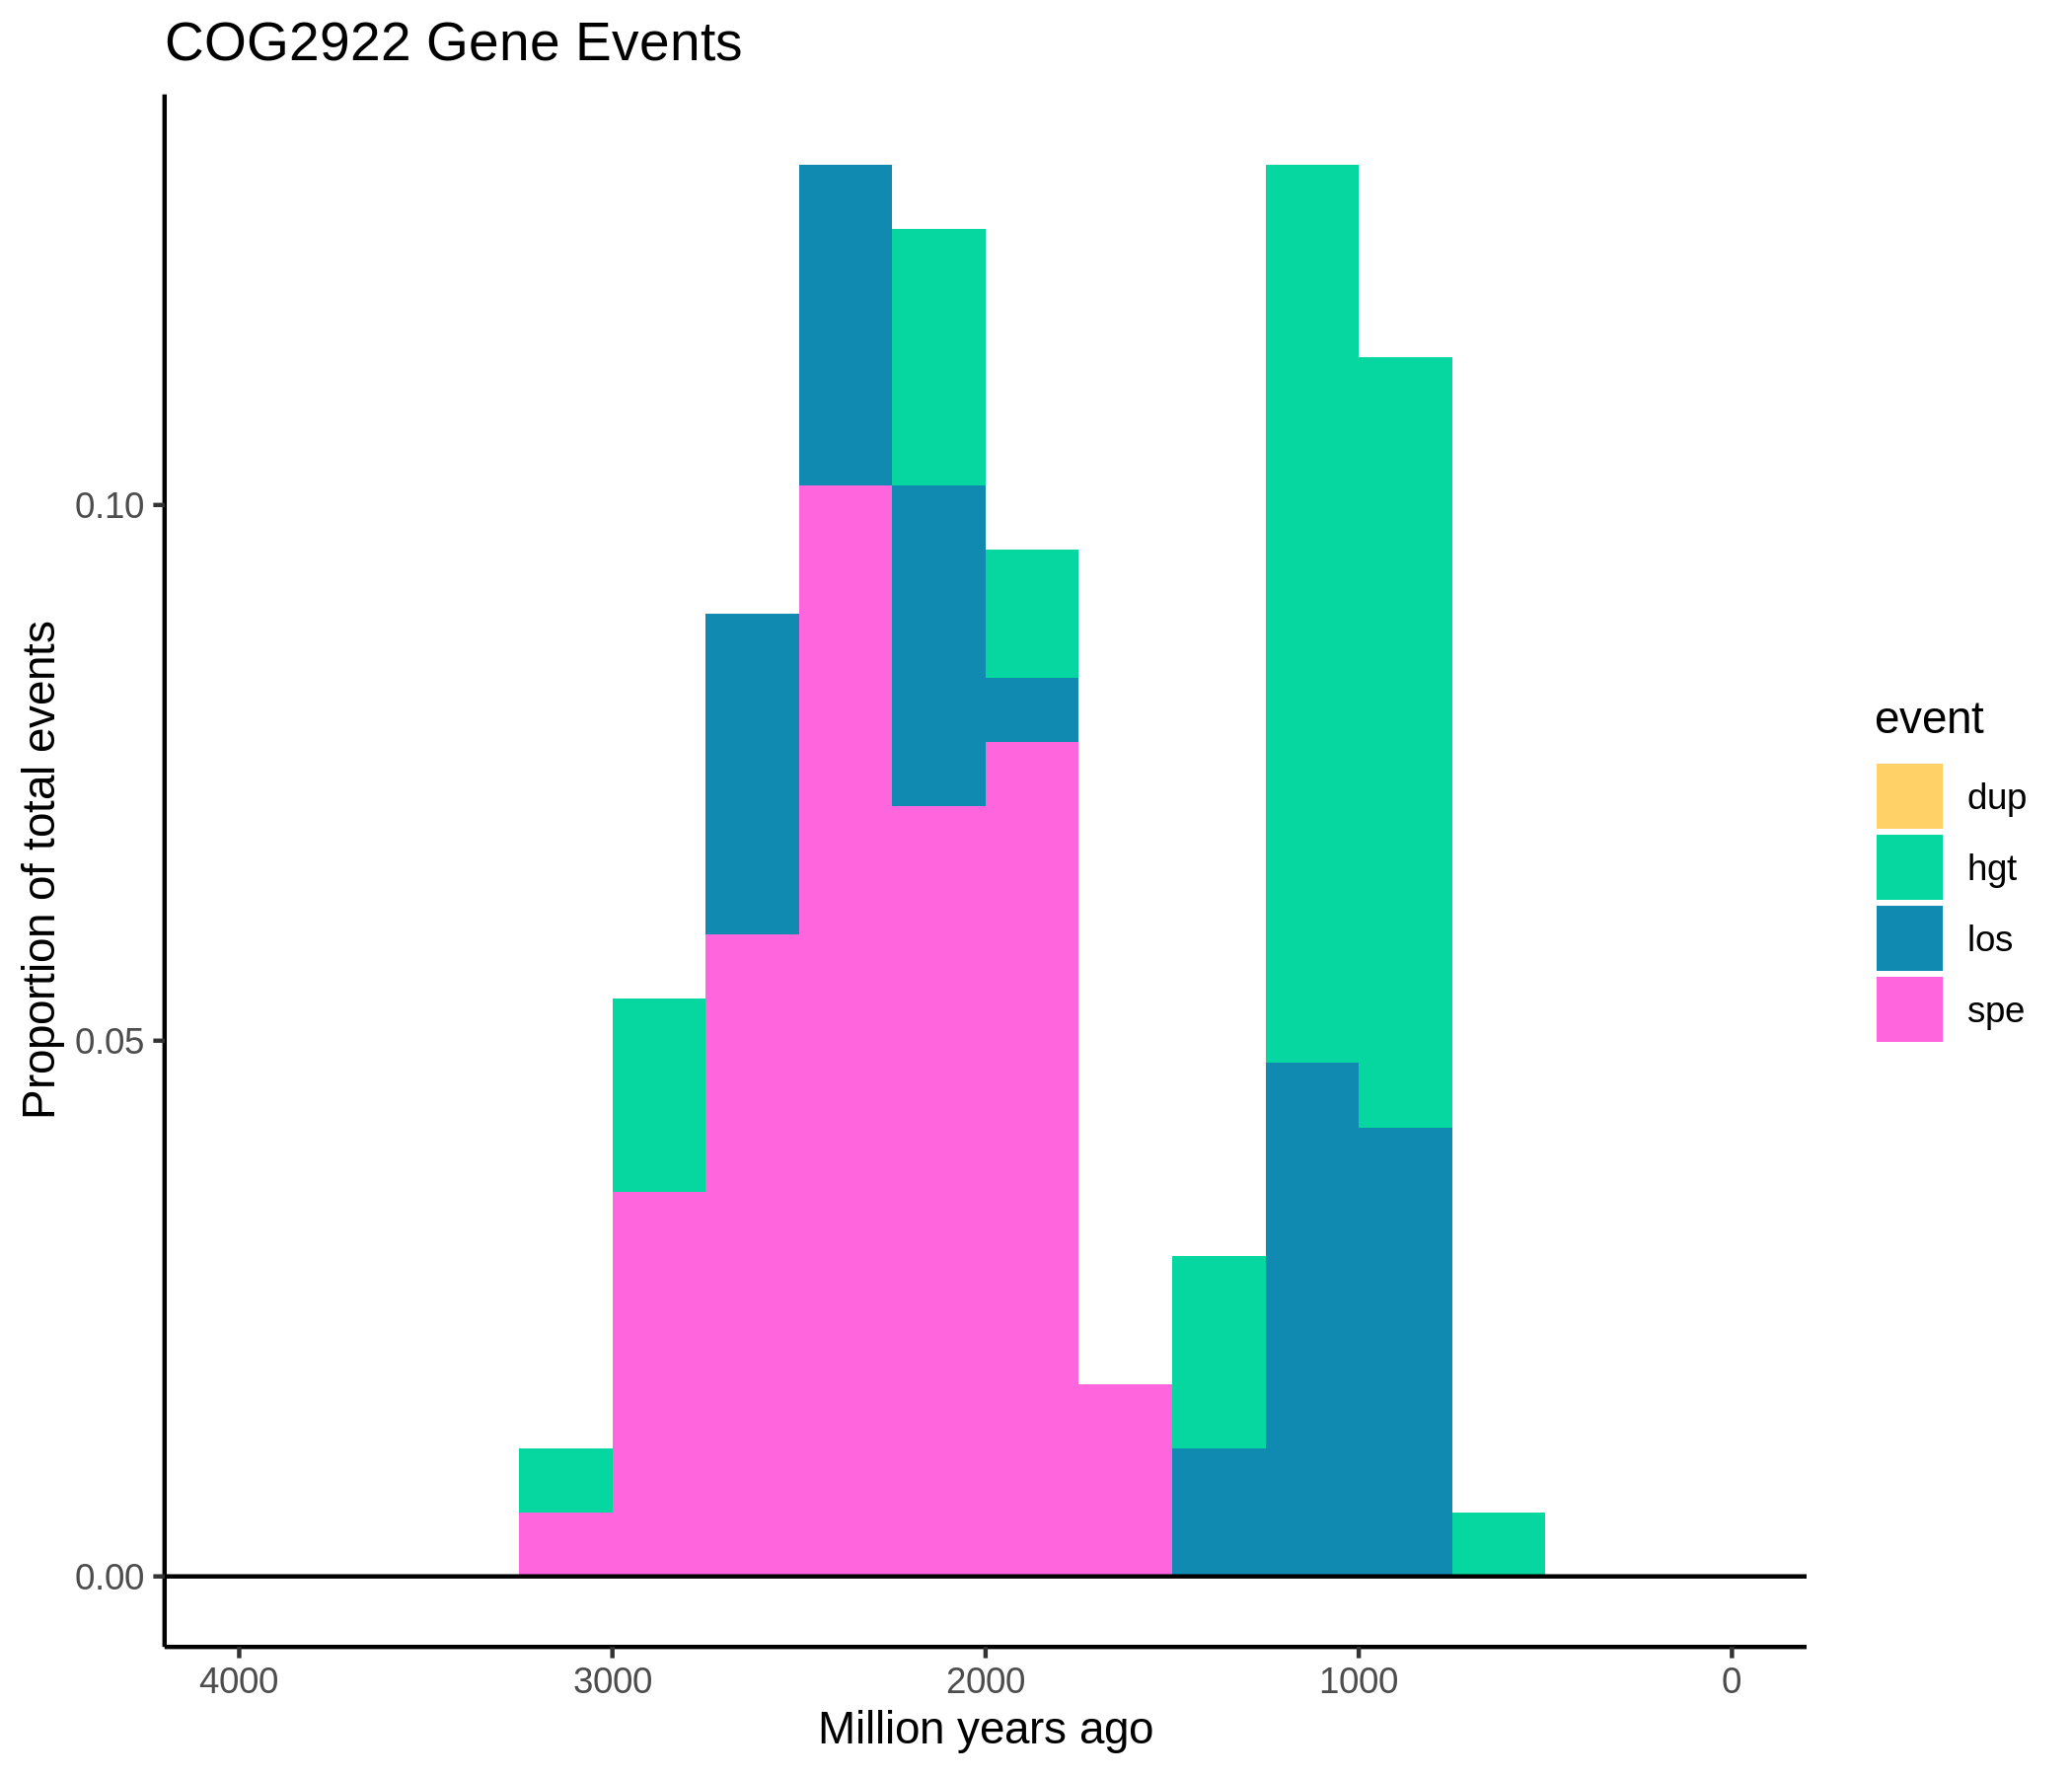 COG2922 Gene Events
Proportion of total events
0.10
0.05
0.00
4000 3000 2000 1000 0
Million years ago
event
dup
hgt
los
spe